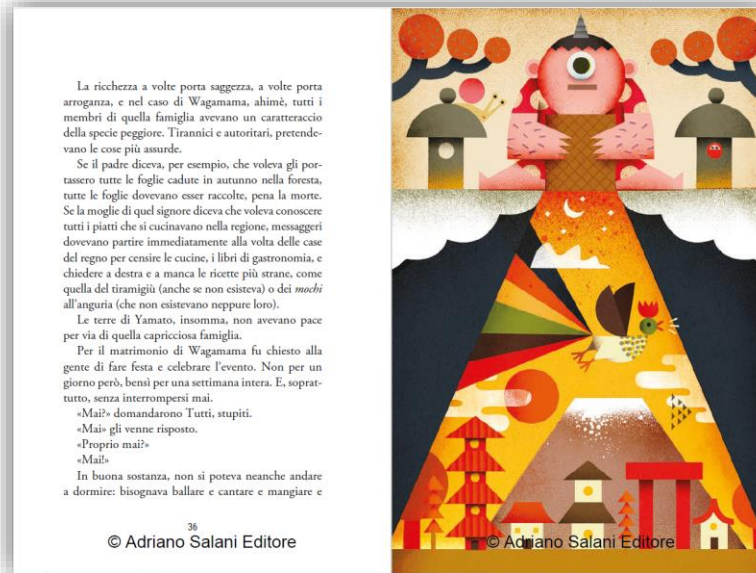 La ricchezza a volte porta saggezza, a volte porta
arroganza, e nel caso di Wagamama, ahimè, tutti i
membri di quella famiglia avevano un caratteraccio
della specie peggiore. Tirannici e autoritari, pretende-
vano le cose più assurde.
Se il padre diceva, per esempio, che voleva gli por-
tassero tutte le foglie cadute in autunno nella foresta,
tutte le foglie dovevano esser raccolte, pena la morte.
Se la moglie di quel signore diceva che voleva conoscere
tutti i piatti che si cucinavano nella regione, messaggeri
dovevano partire immediatamente alla volta delle case
del regno per censire le cucine, i libri di gastronomia, e
chiedere a destra e a manca le ricette più strane, come
quella del tiramigiù (anche se non esisteva) o dei mochi
all'anguria (che non esistevano neppure loro).
Le terre di Yamato, insomma, non avevano pace
per via di quella capricciosa famiglia.
Per il matrimonio di Wagamama fu chiesto alla
gente di fare festa e celebrare l'evento. Non per un
giorno però, bensì per una settimana intera. E, soprat-
tutto, senza interrompersi mai.
«Mai?» domandarono Tutti, stupiti.
«Mai» gli venne risposto.
«Proprio mai?»
«Mai!»
In buona sostanza, non si poteva neanche andare
a dormire: bisognava ballare e cantare e mangiare e
36
© Adriano Salani Editore
© Adriano Salani Editore